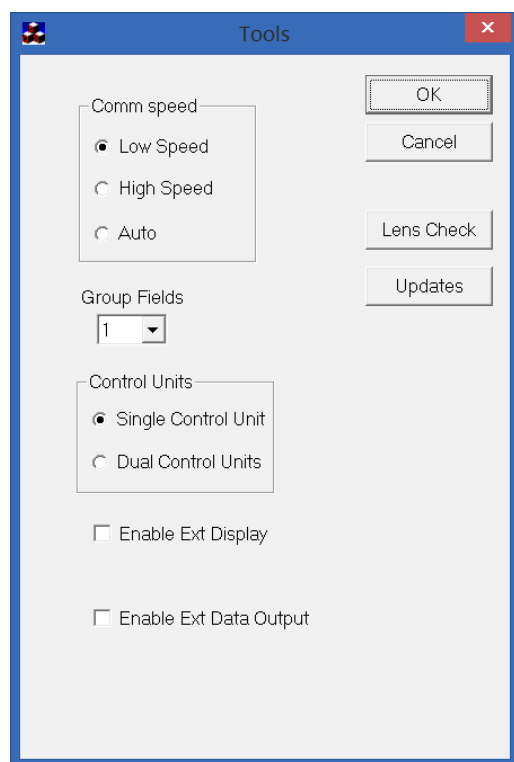 Tools
Comm speed
Low Speed
High Speed
Auto
OK
Cancel
Lens Check
Updates
Group Fields
1
Control Units
Single Control Unit
Dual Control Units
Enable Ext Display
Enable Ext Data Output